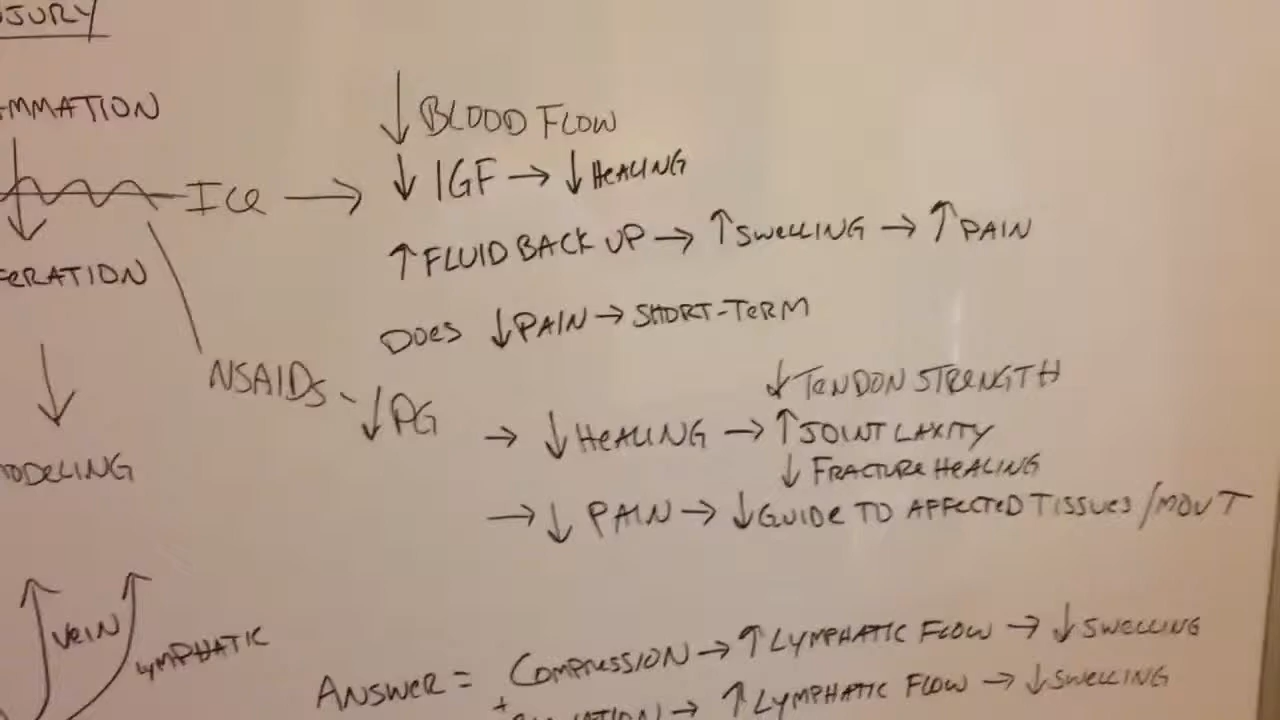 JURY
MMATION
↓ BLOOD FLOW
ICE → ↓ IGF → ↓ HEALING
↑ FLUID BACK UP → ↑ SWELLING → ↑ PAIN
ERATION
DOES ↓ PAIN → SHORT-TERM
NSAIDS - ↓ PG
↓ TENDON STRENGTH
→ ↓ HEALING → ↑ JOINT LAXITY
↓ FRACTURE HEALING
ODELING
→ ↓ PAIN → ↓ GUIDE TO AFFECTED TISSUES / MOVT
VEIN
LYMPHATIC
ANSWER = COMPRESSION → ↑ LYMPHATIC FLOW → ↓ SWELLING
+
→ ↑ LYMPHATIC FLOW → ↓ SWELLING